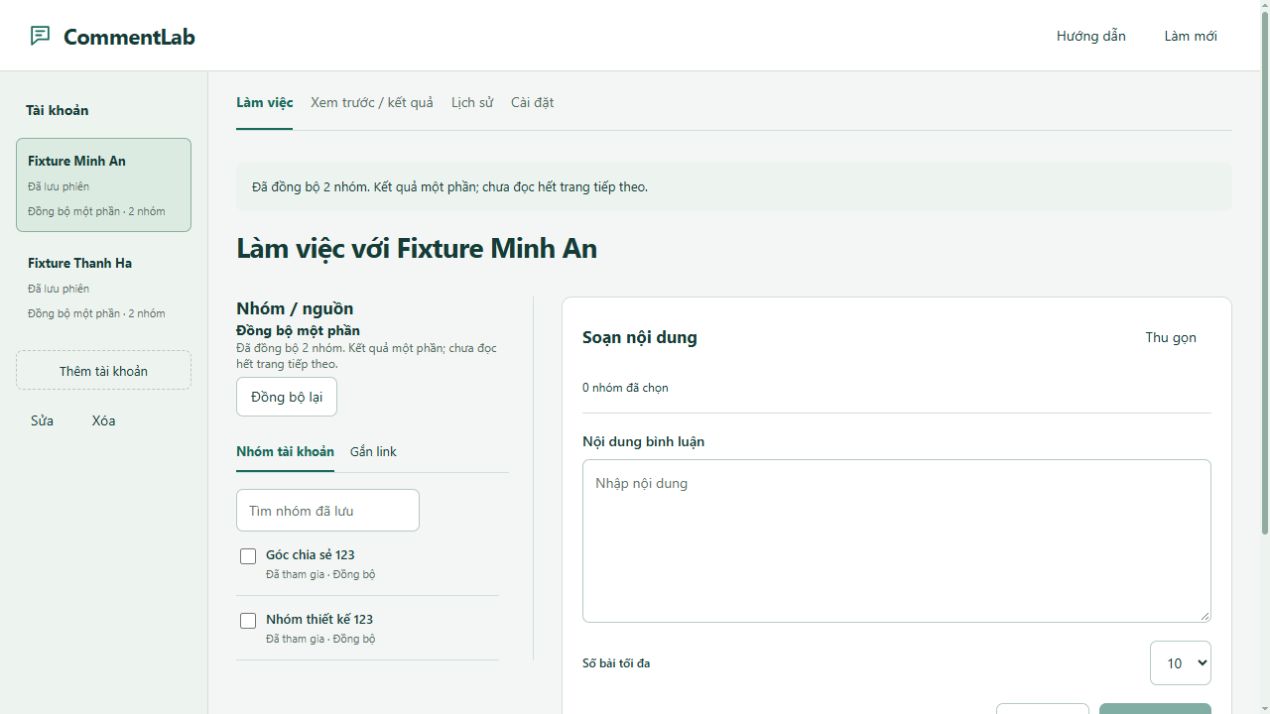 CommentLab
Hướng dẫn
Làm mới
Tài khoản
Fixture Minh An
Đã lưu phiên
Đồng bộ một phần · 2 nhóm
Fixture Thanh Ha
Đã lưu phiên
Đồng bộ một phần · 2 nhóm
Thêm tài khoản
Sửa
Xóa
Làm việc
Xem trước / kết quả
Lịch sử
Cài đặt
Đã đồng bộ 2 nhóm. Kết quả một phần; chưa đọc hết trang tiếp theo.
Làm việc với Fixture Minh An
Nhóm / nguồn
Đồng bộ một phần
Đã đồng bộ 2 nhóm. Kết quả một phần; chưa đọc
hết trang tiếp theo.
Đồng bộ lại
Nhóm tài khoản
Gắn link
Tìm nhóm đã lưu
Góc chia sẻ 123
Đã tham gia · Đồng bộ
Nhóm thiết kế 123
Đã tham gia · Đồng bộ
Soạn nội dung
Thu gọn
0 nhóm đã chọn
Nội dung bình luận
Nhập nội dung
Số bài tối đa
10